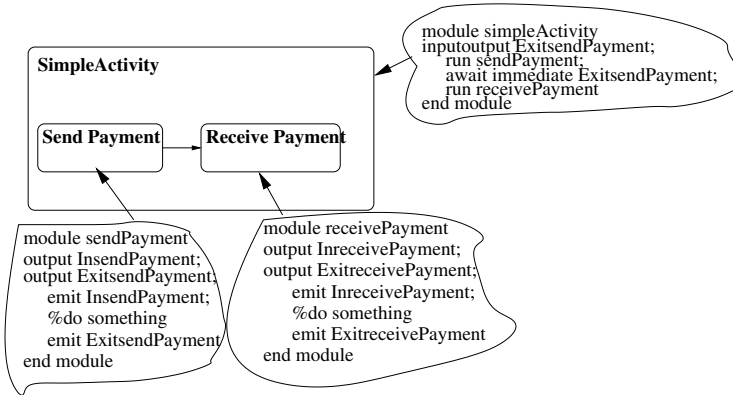 module simpleActivity
inputoutput ExitsendPayment;
run sendPayment;
await immediate ExitsendPayment;
run receivePayment
end module
SimpleActivity
Send Payment
Receive Payment
module sendPayment
output InsendPayment;
output ExitsendPayment;
emit InsendPayment;
%do something
emit ExitsendPayment
end module
module receivePayment
output InreceivePayment;
output ExitreceivePayment;
emit InreceivePayment;
%do something
emit ExitreceivePayment
end module